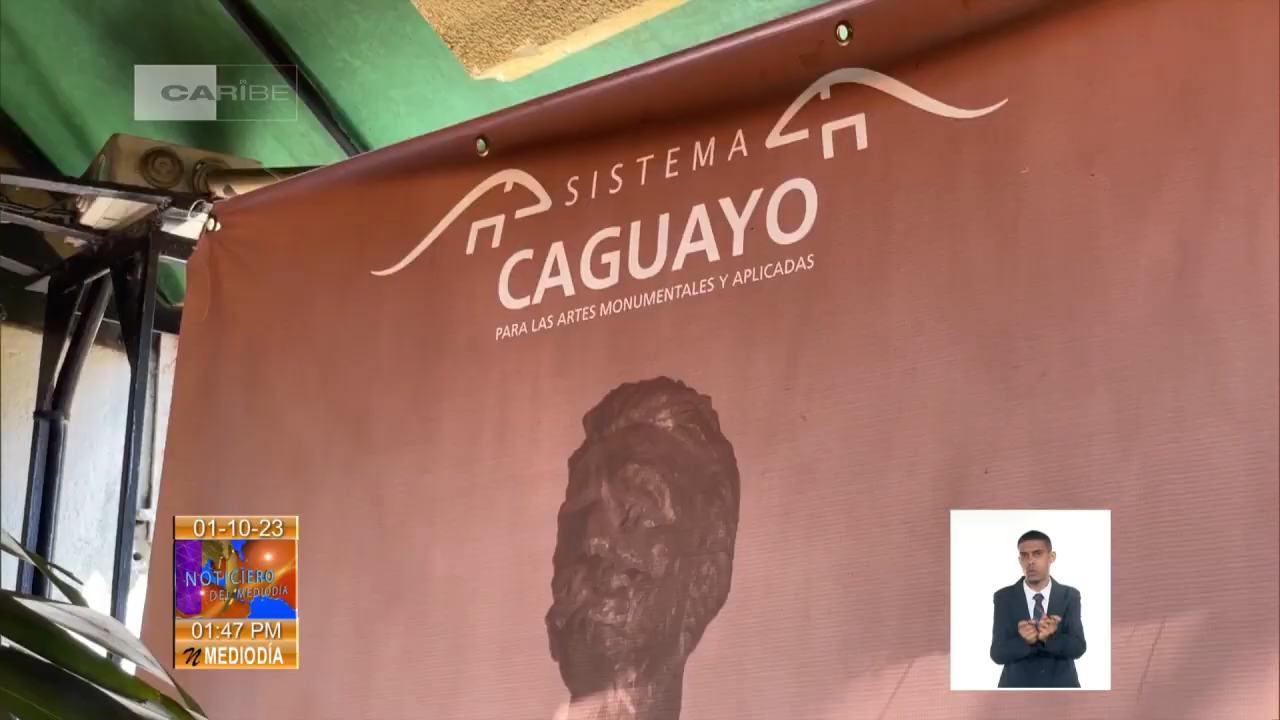 CARIBE
SISTEMA
CAGUAYO
PARA LAS ARTES MONUMENTALES Y APLICADAS
01-10-23
NOTICIERO
DEL MEDIODÍA
01:47 PM
MEDIODÍA